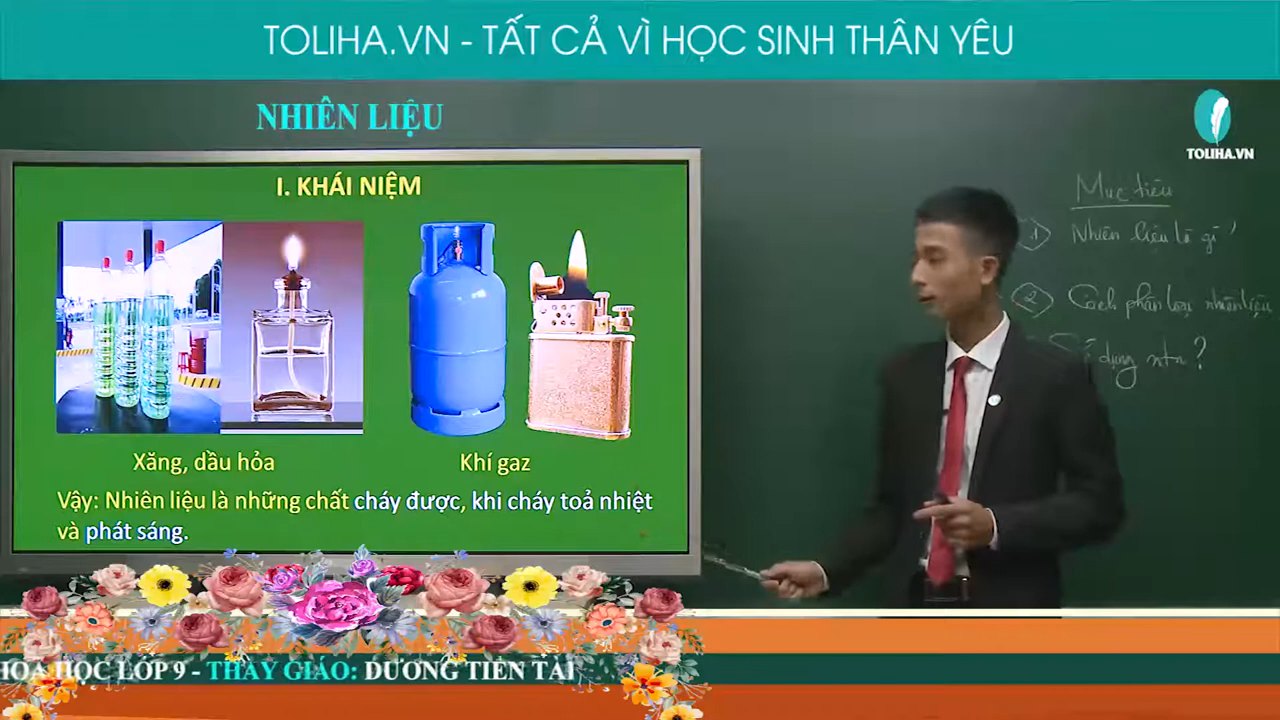 TOLIHA.VN - TẤT CẢ VÌ HỌC SINH THÂN YÊU
NHIÊN LIỆU
TOLIHA.VN
I. KHÁI NIỆM
Xăng, dầu hỏa
Khí gaz
Vậy: Nhiên liệu là những chất cháy được, khi cháy toả nhiệt
và phát sáng.
Mục tiêu
1 Nhiên liệu là gì
2 Cách phân loại nhiên liệu
dụng ntn ?
HOÁ HỌC LỚP 9 - THẦY GIÁO: DƯƠNG TIẾN TÀI